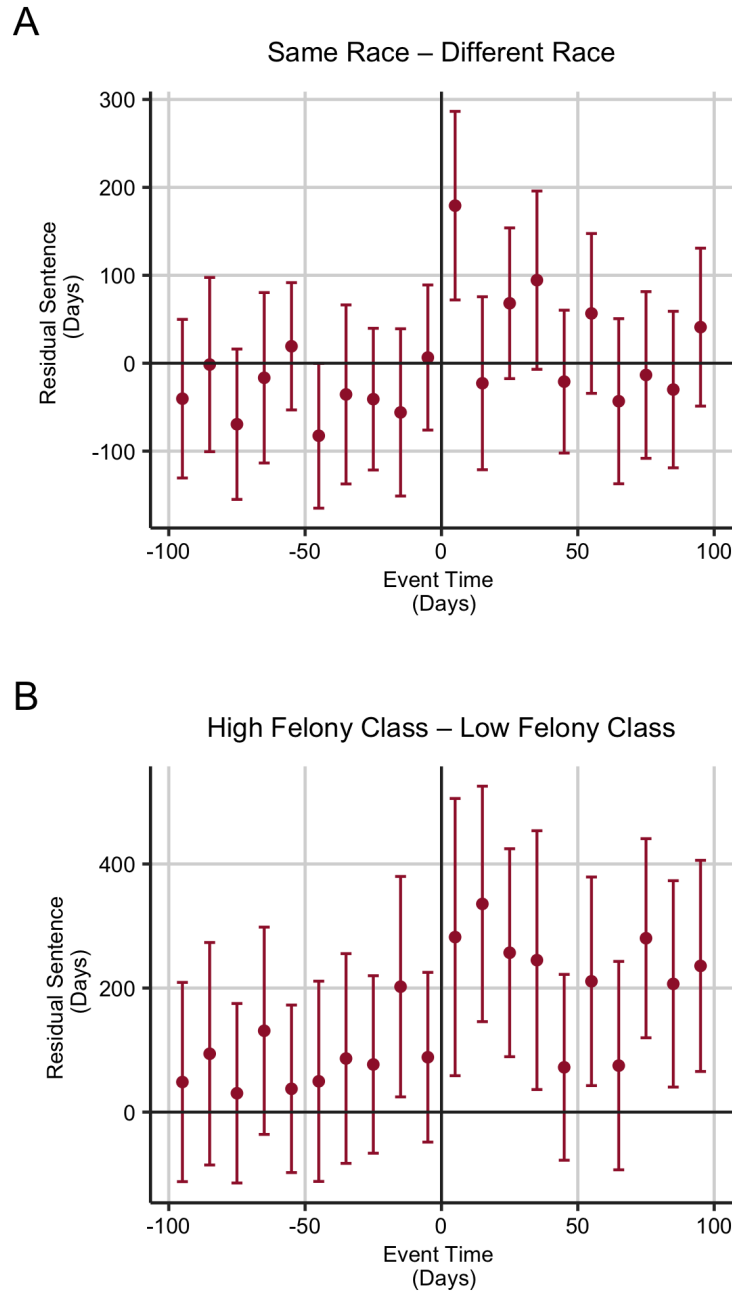 A
Same Race – Different Race
300
200
100
0
-100
Residual Sentence
(Days)
-100
-50
0
50
100
Event Time
(Days)
B
High Felony Class – Low Felony Class
400
200
0
Residual Sentence
(Days)
-100
-50
0
50
100
Event Time
(Days)